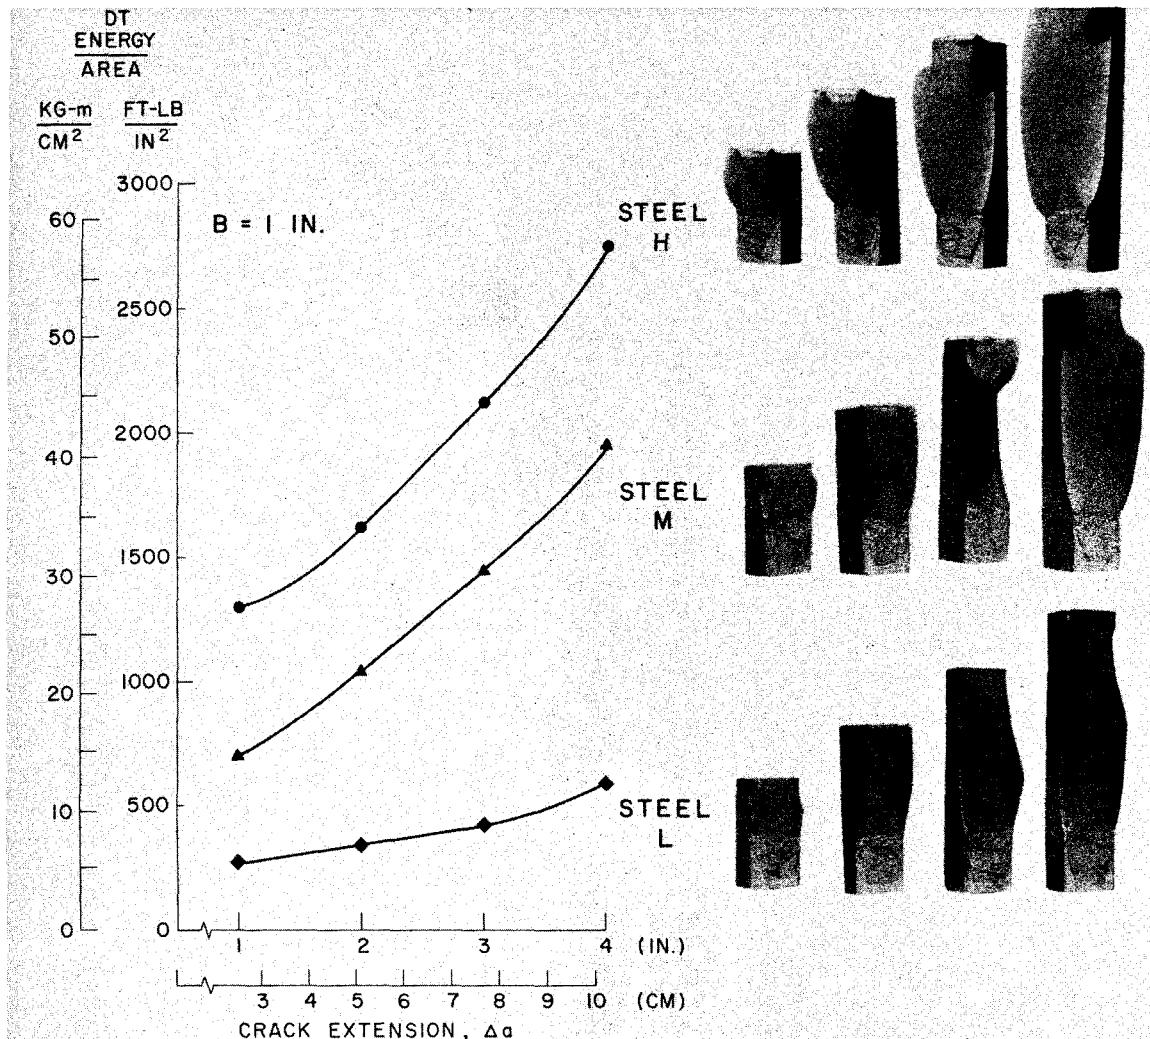 DT
ENERGY
AREA
KG-m
CM²
FT-LB
IN²
3000
2500
2000
1500
1000
500
0
60
50
40
30
20
10
0
B = 1 IN.
STEEL
H
STEEL
M
STEEL
L
1 2 3 4 (IN.)
3 4 5 6 7 8 9 10 (CM)
CRACK EXTENSION, Δa